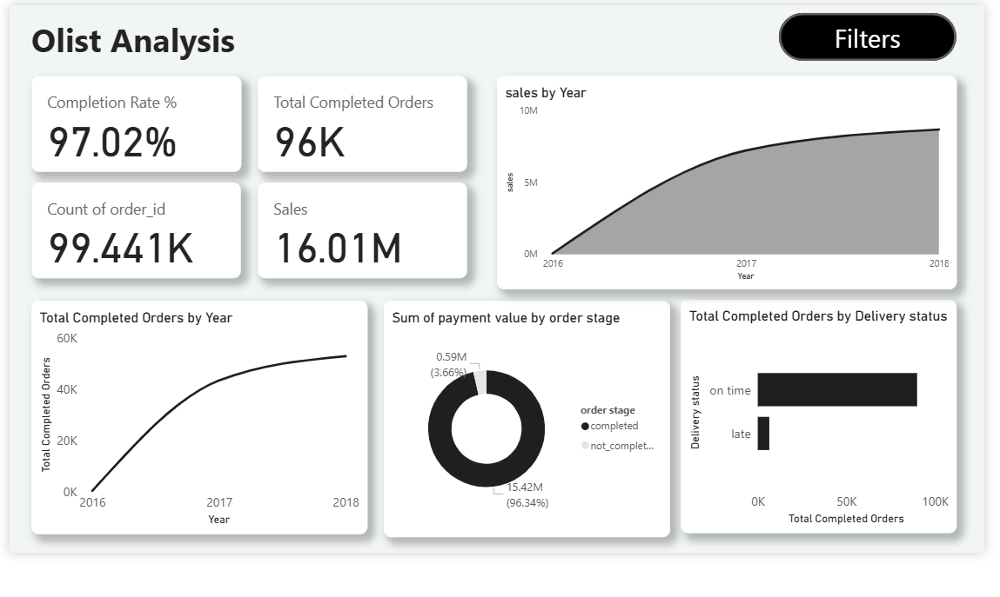 Olist Analysis
Filters
Completion Rate %
97.02%
Total Completed Orders
96K
Count of order_id
99.441K
Sales
16.01M
sales by Year
10M
5M
0M
sales
2016
2017
2018
Year
Total Completed Orders by Year
60K
40K
20K
0K
Total Completed Orders
2016
2017
2018
Year
Sum of payment value by order stage
0.59M
(3.66%)
15.42M
(96.34%)
order stage
completed
not_complet...
Total Completed Orders by Delivery status
Delivery status
on time
late
0K
50K
100K
Total Completed Orders